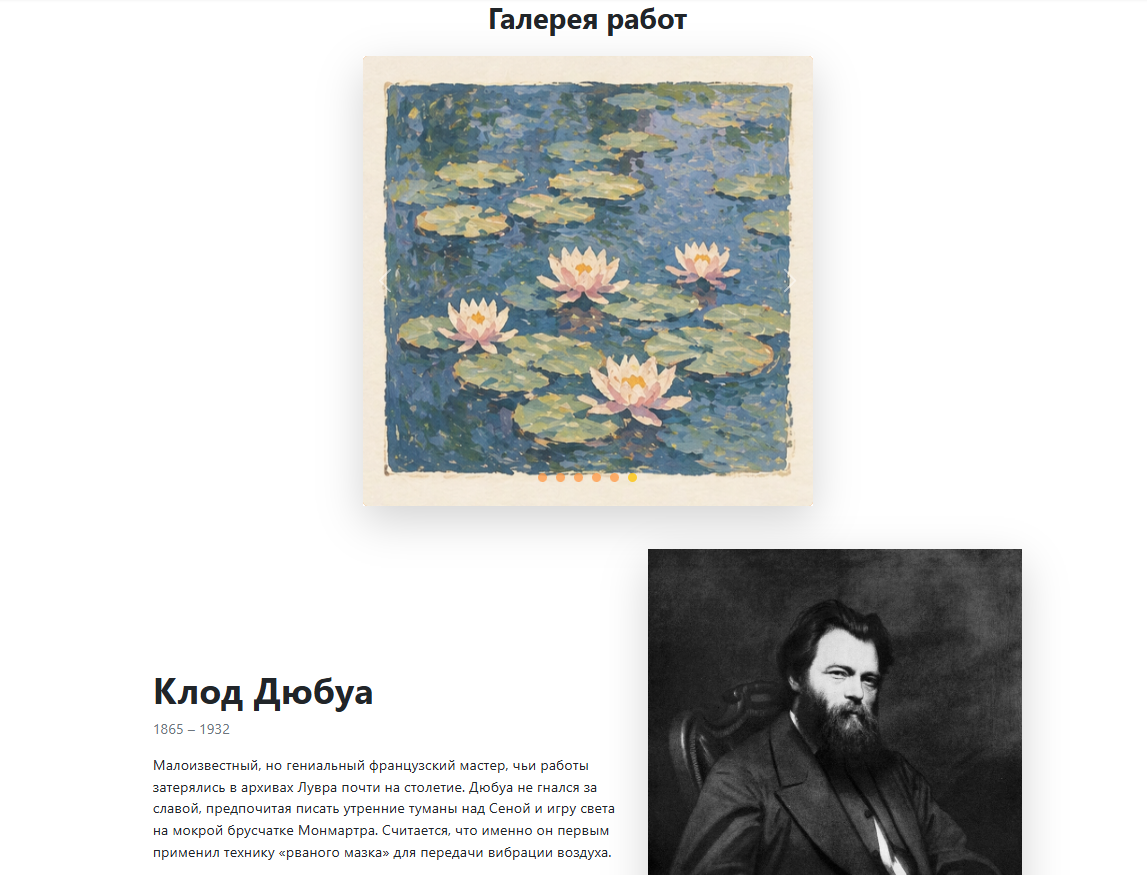 Галерея работ
Клод Дюбуа
1865 – 1932
Малоизвестный, но гениальный французский мастер, чьи работы
затерялись в архивах Лувра почти на столетие. Дюбуа не гнался за
славой, предпочитая писать утренние туманы над Сеной и игру света
на мокрой брусчатке Монмартра. Считается, что именно он первым
применил технику «рваного мазка» для передачи вибрации воздуха.